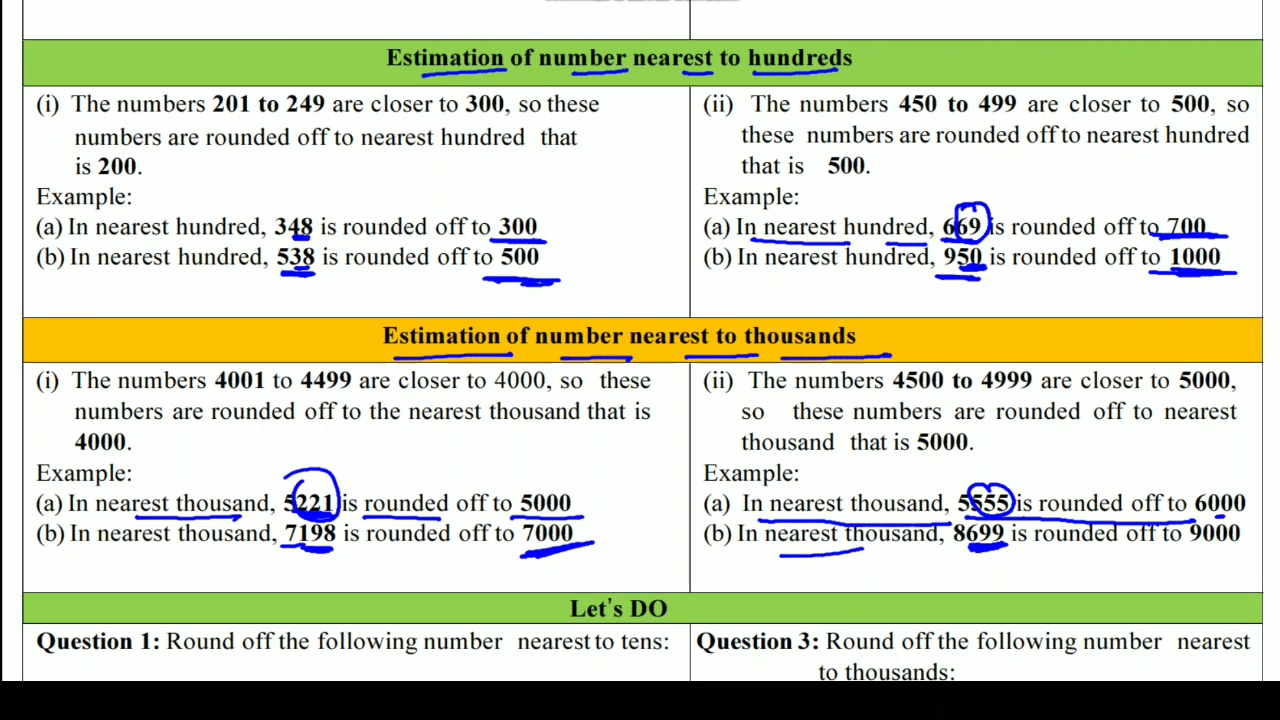 Estimation of number nearest to hundreds
(i) The numbers 201 to 249 are closer to 300, so these
numbers are rounded off to nearest hundred that
is 200.
Example:
(a) In nearest hundred, 348 is rounded off to 300
(b) In nearest hundred, 538 is rounded off to 500
(ii) The numbers 450 to 499 are closer to 500, so
these numbers are rounded off to nearest hundred
that is 500.
Example:
(a) In nearest hundred, 669 is rounded off to 700
(b) In nearest hundred, 950 is rounded off to 1000
Estimation of number nearest to thousands
(i) The numbers 4001 to 4499 are closer to 4000, so these
numbers are rounded off to the nearest thousand that is
4000.
Example:
(a) In nearest thousand, 5221 is rounded off to 5000
(b) In nearest thousand, 7198 is rounded off to 7000
(ii) The numbers 4500 to 4999 are closer to 5000,
so these numbers are rounded off to nearest
thousand that is 5000.
Example:
(a) In nearest thousand, 5555 is rounded off to 6000
(b) In nearest thousand, 8699 is rounded off to 9000
Let's DO
Question 1: Round off the following number nearest to tens:
Question 3: Round off the following number nearest
to thousands: